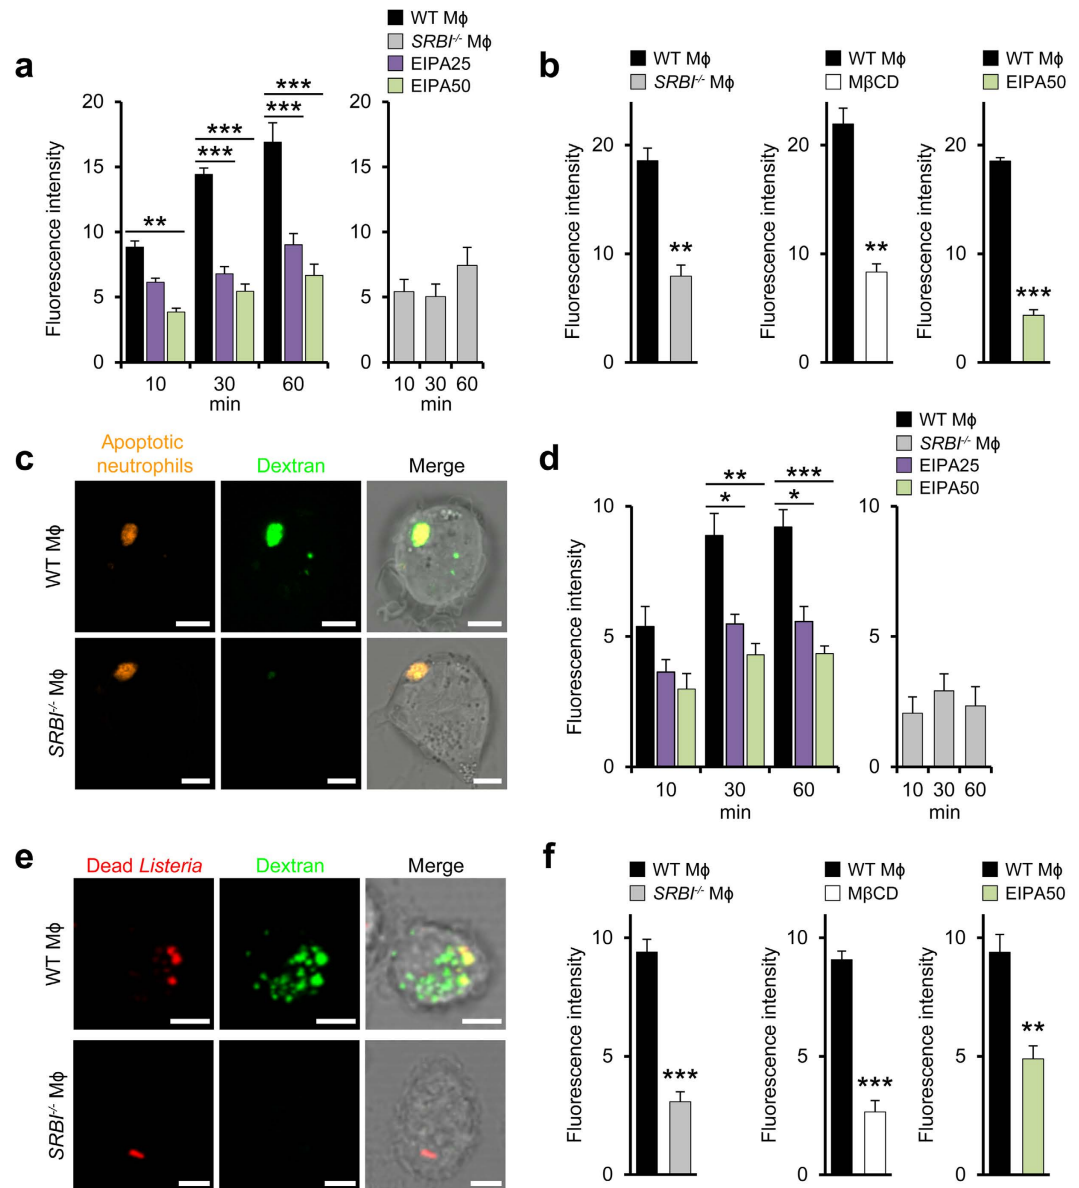 a
WT Mϕ
SRBI-/- Mϕ
EIPA25
EIPA50
Fluorescence intensity
20
15
10
5
0
**
***
***
***
***
10 30 60
min
20
15
10
5
0
10 30 60
min
b
WT Mϕ
SRBI-/- Mϕ
Fluorescence intensity
20
10
0
**
WT Mϕ
MβCD
Fluorescence intensity
20
10
0
**
WT Mϕ
EIPA50
Fluorescence intensity
20
10
0
***
c
Apoptotic
neutrophils
Dextran
Merge
WT Mϕ
SRBI-/- Mϕ
d
WT Mϕ
SRBI-/- Mϕ
EIPA25
EIPA50
Fluorescence intensity
10
5
0
**
*
***
*
10 30 60
min
10
5
0
10 30 60
min
e
Dead Listeria
Dextran
Merge
WT Mϕ
SRBI-/- Mϕ
f
WT Mϕ
SRBI-/- Mϕ
Fluorescence intensity
10
5
0
***
WT Mϕ
MβCD
Fluorescence intensity
10
5
0
***
WT Mϕ
EIPA50
Fluorescence intensity
10
5
0
**